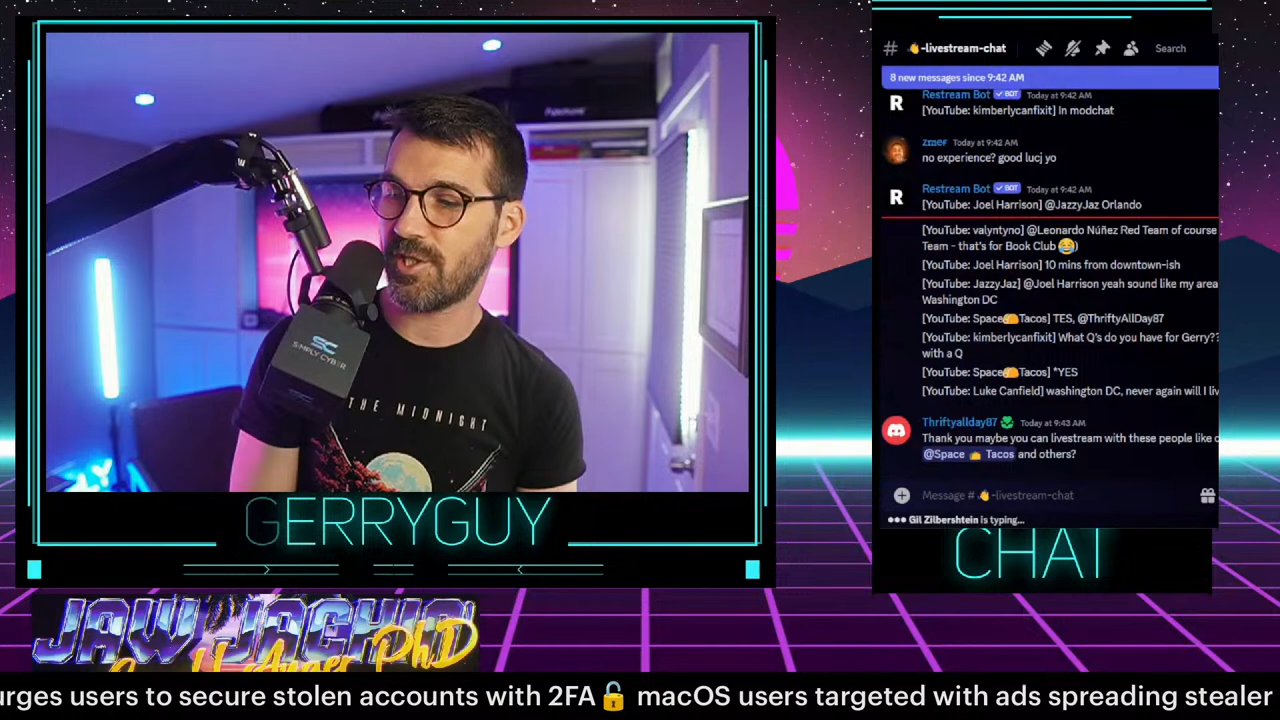 SC
SIMPLY CYBER
THE MIDNIGHT
GERRYGUY
JAW JACKIN'
PhD
# 👋-livestream-chat
Search
8 new messages since 9:42 AM
Restream Bot ✓ BOT Today at 9:42 AM
[YouTube: kimberlycanfixit] In modchat
zmef Today at 9:42 AM
no experience? good lucj yo
Restream Bot ✓ BOT Today at 9:42 AM
[YouTube: Joel Harrison] @JazzyJaz Orlando
[YouTube: valyntyno] @Leonardo Núñez Red Team of course
Team - that's for Book Club 😂)
[YouTube: Joel Harrison] 10 mins from downtown-ish
[YouTube: JazzyJaz] @Joel Harrison yeah sound like my area
Washington DC
[YouTube: Space🌮Tacos] TES, @ThriftyAllDay87
[YouTube: kimberlycanfixit] What Q's do you have for Gerry??
with a Q
[YouTube: Space🌮Tacos] *YES
[YouTube: Luke Canfield] washington DC, never again will I liv
Thriftyallday87 Today at 9:43 AM
Thank you maybe you can livestream with these people like
@Space 🌮 Tacos and others?
Message # 👋-livestream-chat
Gil Zilbershtein is typing...
CHAT
urges users to secure stolen accounts with 2FA🔓 macOS users targeted with ads spreading stealer